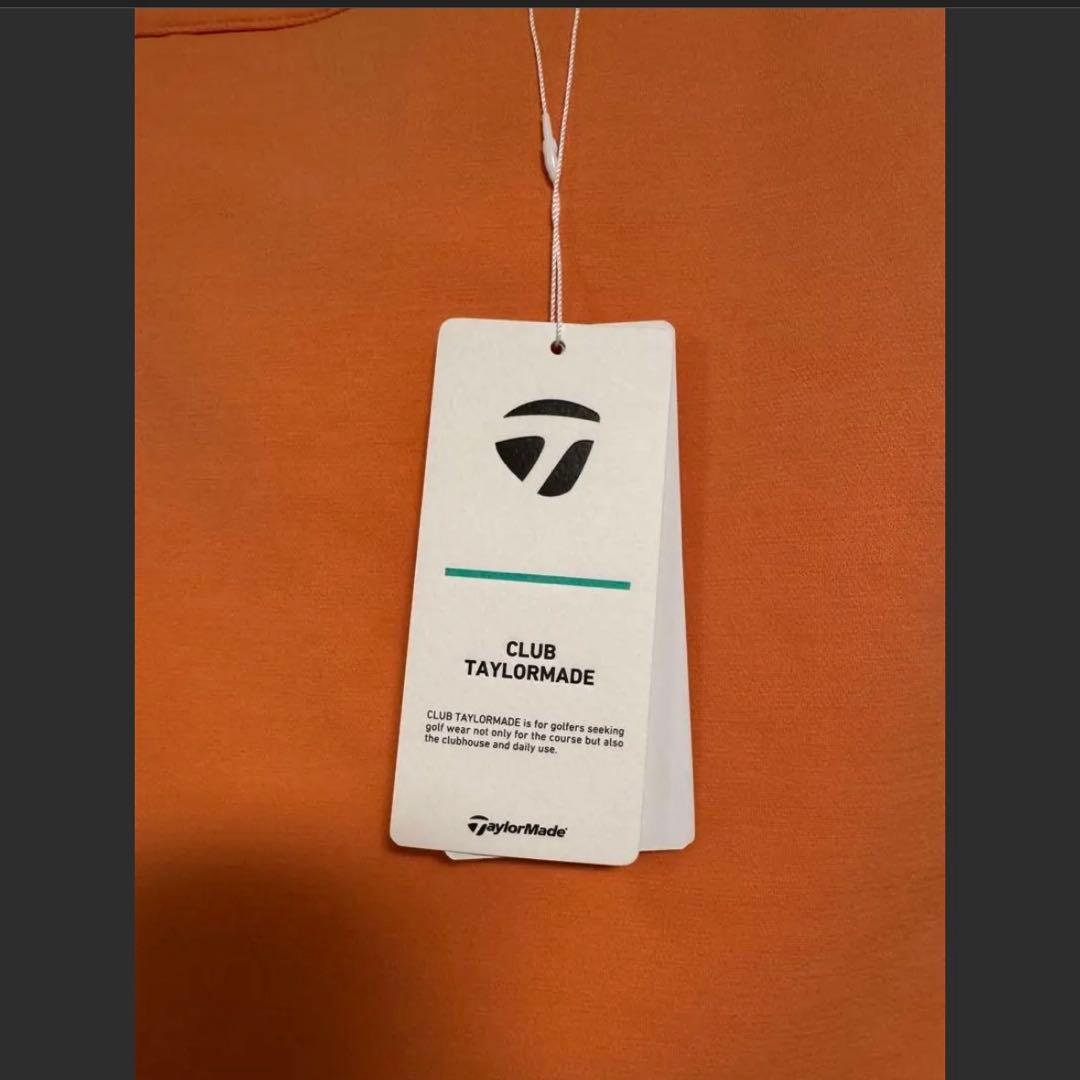 CLUB
TAYLORMADE
CLUB TAYLORMADE is for golfers seeking
golf wear not only for the course but also
the clubhouse and daily use.
TaylorMade